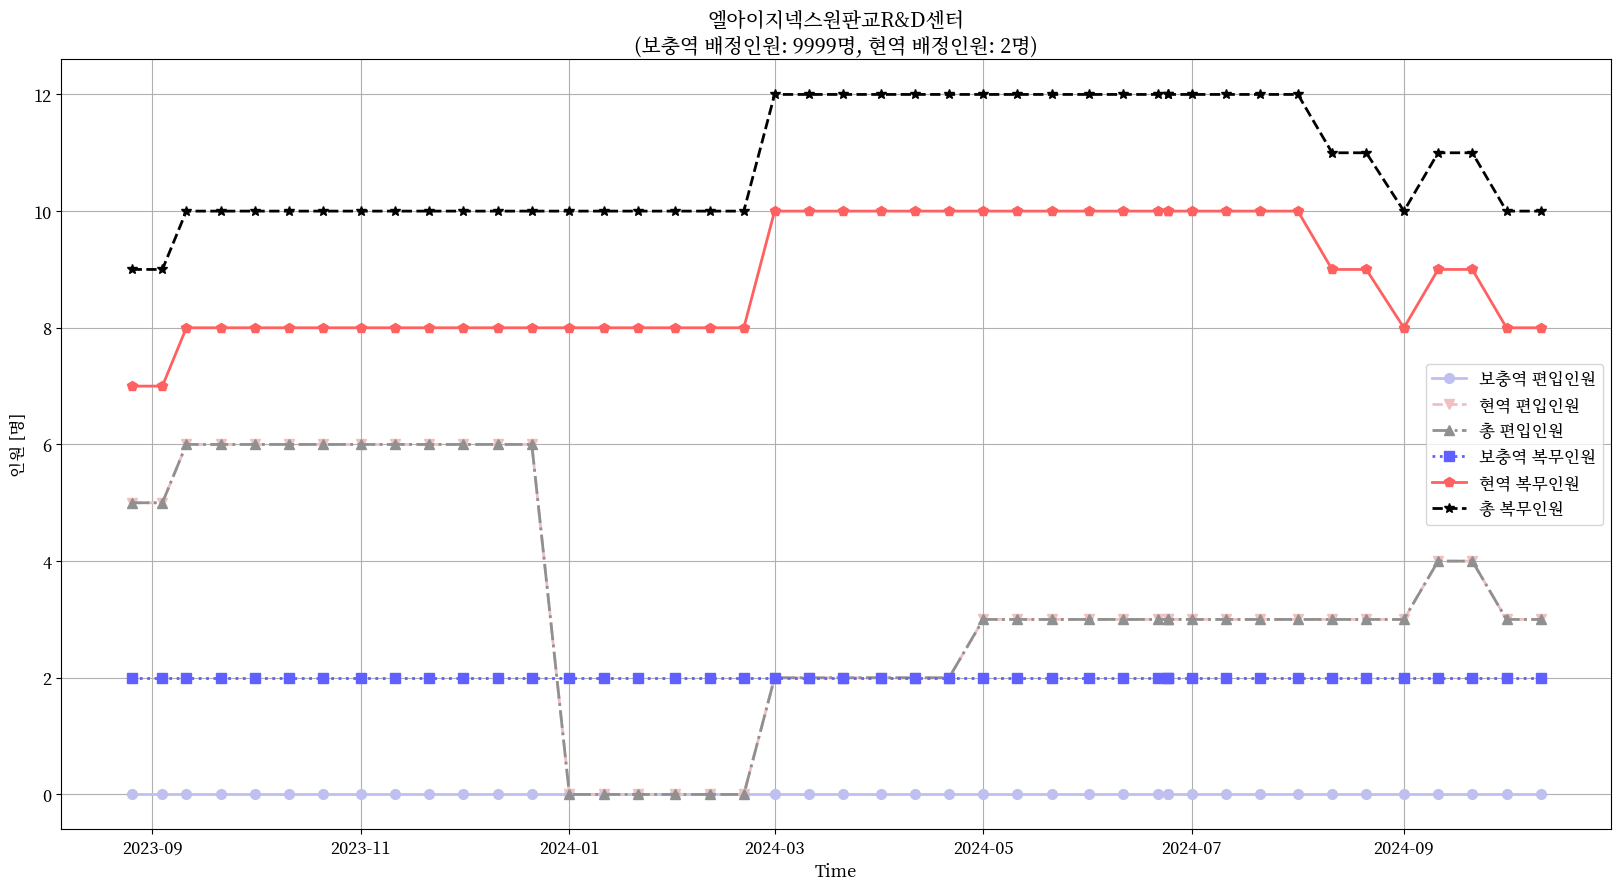 엘아이지넥스원판교R&D센터
(보충역 배정인원: 9999명, 현역 배정인원: 2명)
인원 [명]
12
10
8
6
4
2
0
보충역 편입인원
현역 편입인원
총 편입인원
보충역 복무인원
현역 복무인원
총 복무인원
2023-09
2023-11
2024-01
2024-03
2024-05
2024-07
2024-09
Time